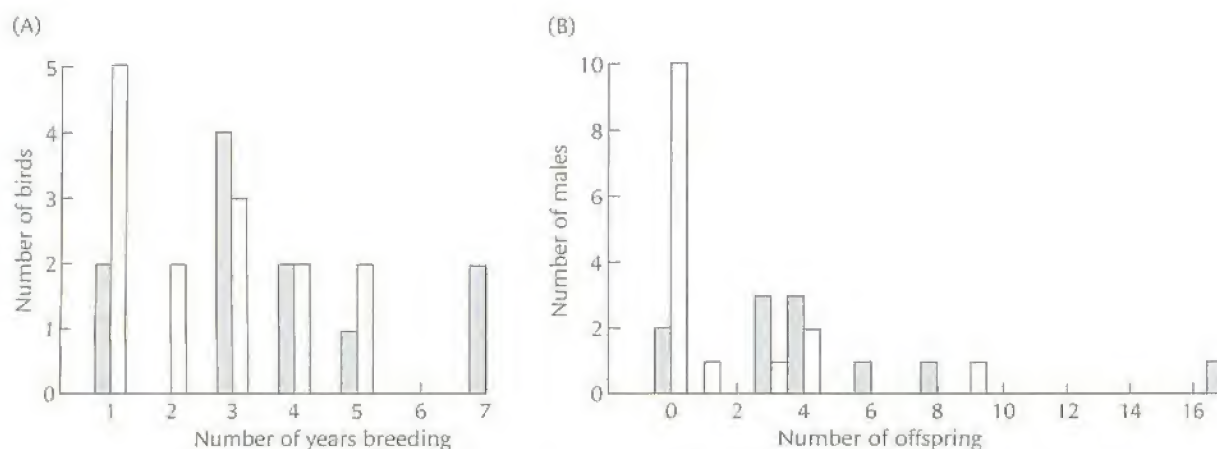 (A)
Number of birds
5
4
3
2
1
0
1 2 3 4 5 6 7
Number of years breeding
(B)
Number of males
10
8
6
4
2
0
0 2 4 6 8 10 12 14 16
Number of offspring